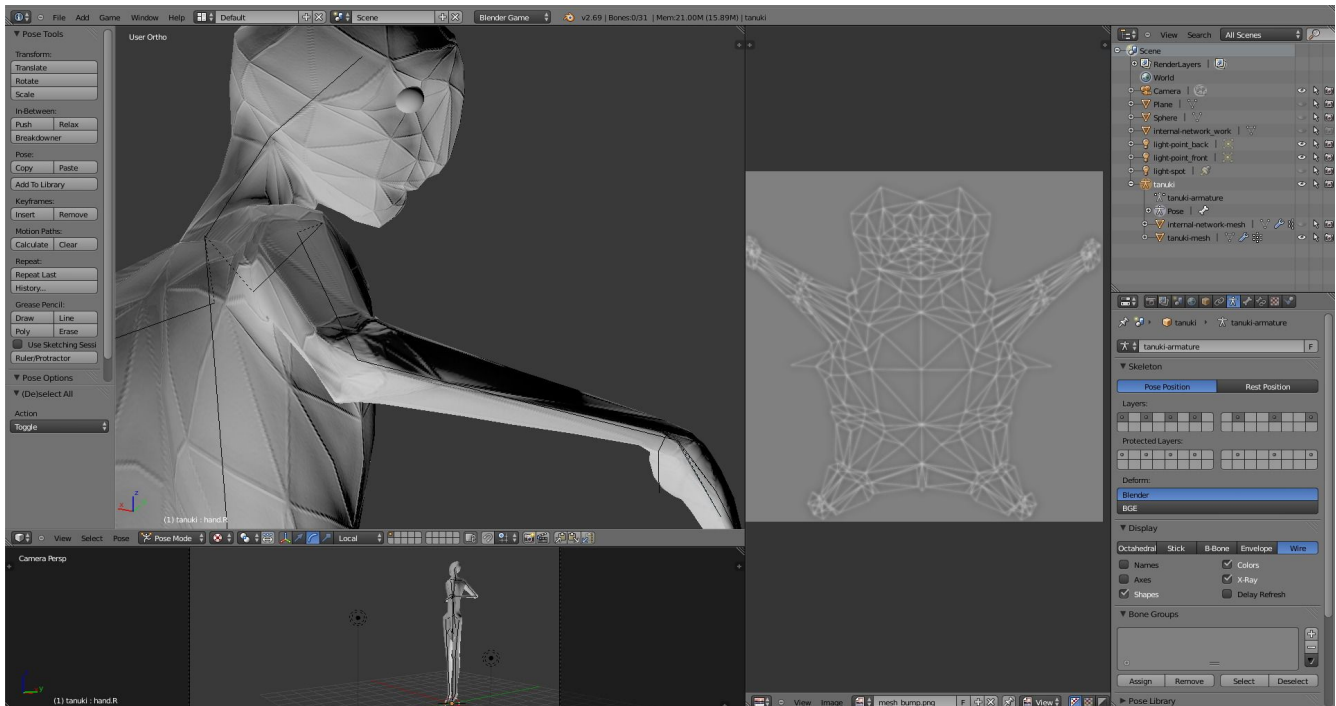 File Add Game Window Help Default Scene Blender Game v2.69 | Bones:0/31 | Mem:21.00M (15.89M) | tanuki
Pose Tools
Transform:
Translate
Rotate
Scale
In-Between:
Push Relax
Breakdowner
Pose:
Copy Paste
Add To Library
Keyframes:
Insert Remove
Motion Paths:
Calculate Clear
Repeat:
Repeat Last
History...
Grease Pencil:
Draw Line
Poly Erase
Use Sketching Sessi
Ruler/Protractor
Pose Options
(De)select All
Action
Toggle
User Ortho
z
x
(1) tanuki : hand.R
View Select Pose Pose Mode Local
Camera Persp
y
(1) tanuki : hand.R
View Image mesh bump.png F View
View Search All Scenes
Scene
RenderLayers |
World
Camera |
Plane |
Sphere |
internal-network_work |
light-point_back |
light-point_front |
light-spot |
tanuki
tanuki-armature
Pose |
internal-network-mesh |
tanuki-mesh |
tanuki tanuki-armature
tanuki-armature F
Skeleton
Pose Position Rest Position
Layers:
Protected Layers:
Deform:
Blender
BGE
Display
Octahedral Stick B-Bone Envelope Wire
Names Colors
Axes X-Ray
Shapes Delay Refresh
Bone Groups
Assign Remove Select Deselect
Pose Library